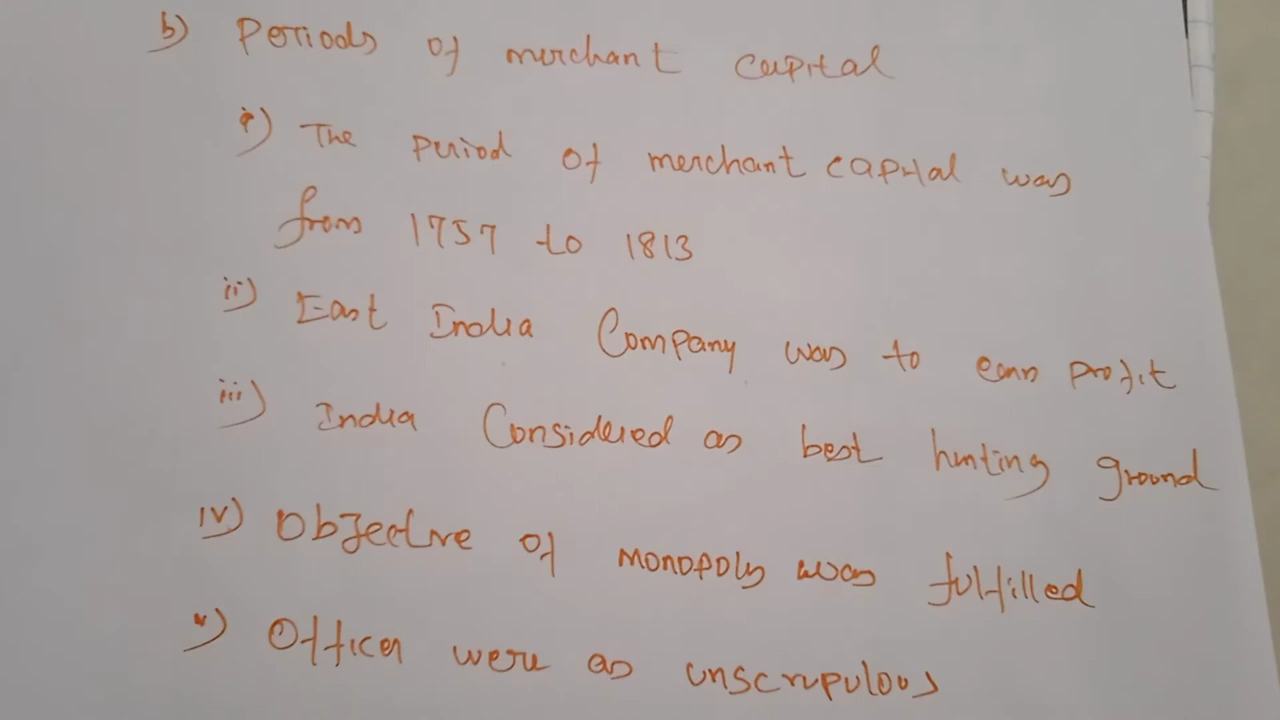 b) Periods of merchant capital
i) The period of merchant capital was
from 1757 to 1813
ii) East India Company was to earn profit
iii) India Considered as best hunting ground
iv) Objective of monopoly was fulfilled
v) Officer were as unscrupulous